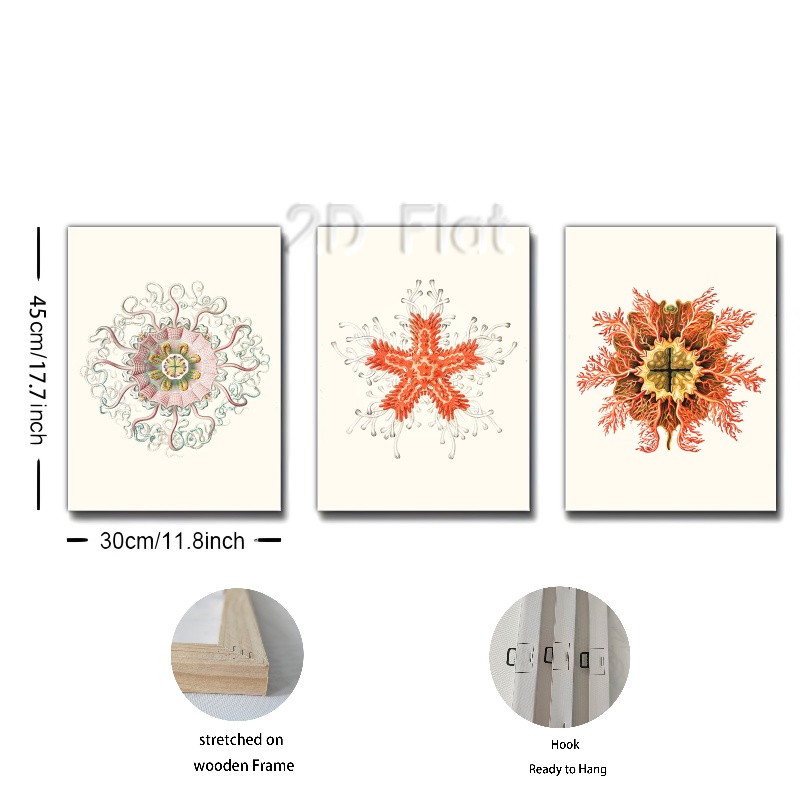 2D Flat
45cm/17.7inch
30cm/11.8inch
stretched on
wooden Frame
Hook
Ready to Hang